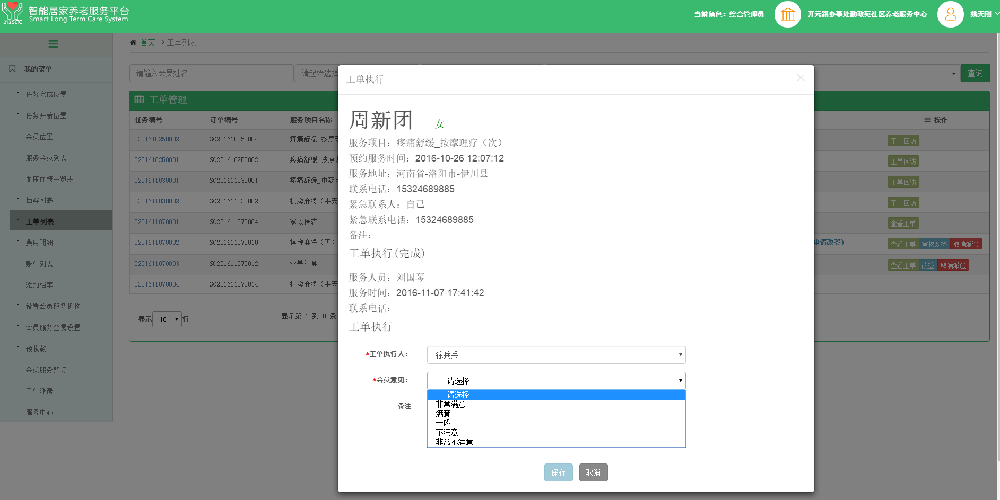 智能居家养老服务平台
Smart Long Term Care System
212SLTC
当前角色：综合管理员
开元路办事处勤政苑社区养老服务中心
姚天刚
首页 > 工单列表
我的菜单
任务完成位置
任务开始位置
会员位置
服务会员列表
血压血糖一览表
档案列表
工单列表
费用明细
账单列表
添加档案
设置会员服务机构
会员服务套餐设置
预收款
会员服务预订
工单派遣
服务中心
请输入会员姓名
请起始选择
查询
工单管理
任务编号 订单编号 服务项目名称 操作
T201610250002 SO201610250004 疼痛舒缓_按摩 工单回访
T201610250001 SO201610250002 疼痛舒缓_按摩 工单回访
T201611030001 SO201611030001 疼痛舒缓_中药 工单回访
T201611030002 SO201611030002 棋牌麻将（半天 工单回访
T201611070001 SO201611070004 家政保洁 查看工单
T201611070002 SO201611070010 棋牌麻将（天） 申请改签） 查看工单 审核改签 取消派遣
T201611070003 SO201611070012 营养膳食 查看工单 改签 取消派遣
T201611070004 SO201611070014 棋牌麻将（半天
显示 10 行
显示第 1 到 8 条
工单执行
周新团 女
服务项目：疼痛舒缓_按摩理疗（次）
预约服务时间：2016-10-26 12:07:12
服务地址：河南省-洛阳市-伊川县
联系电话：15324689885
紧急联系人：自己
紧急联系电话：15324689885
备注：
工单执行(完成)
服务人员：刘国琴
服务时间：2016-11-07 17:41:42
联系电话：
工单执行
*工单执行人： 徐兵兵
*会员意见： — 请选择 —
— 请选择 —
备注
非常满意
满意
一般
不满意
非常不满意
保存 取消